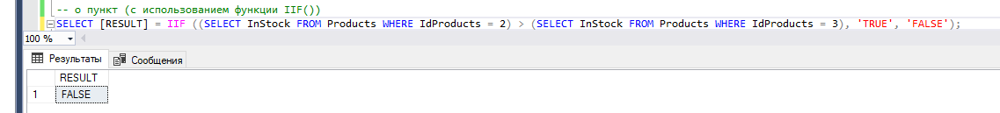 -- о пункт (с использованием функции IIF())
SELECT [RESULT] = IIF ((SELECT InStock FROM Products WHERE IdProducts = 2) > (SELECT InStock FROM Products WHERE IdProducts = 3), 'TRUE', 'FALSE');
100 %
Результаты Сообщения
RESULT
1 FALSE